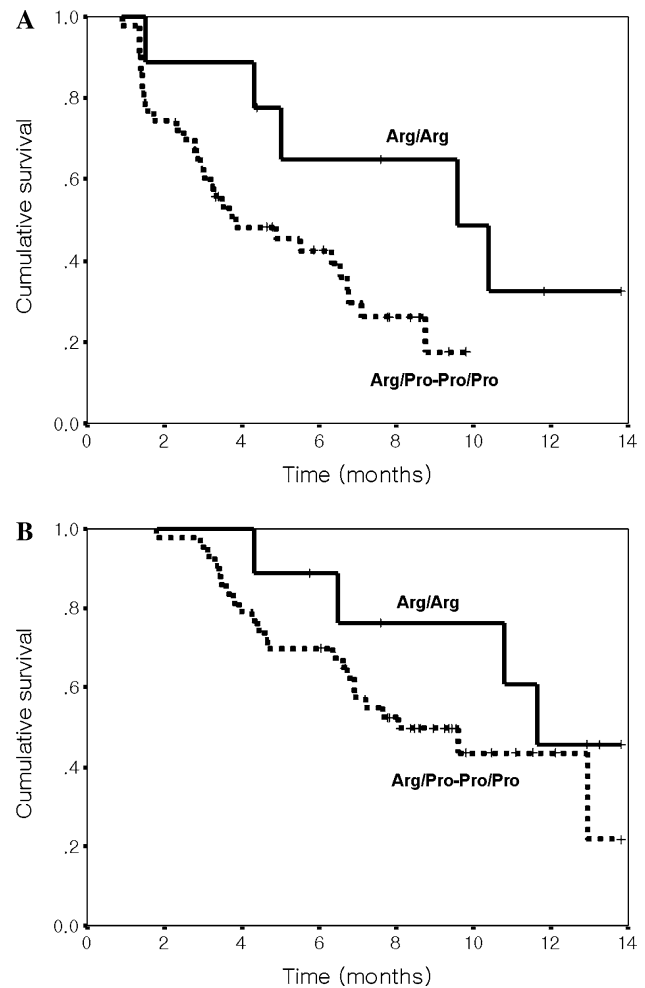 A
1.0
.8
.6
.4
.2
0.0
Cumulative survival
Arg/Arg
Arg/Pro-Pro/Pro
0 2 4 6 8 10 12 14
Time (months)
B
1.0
.8
.6
.4
.2
0.0
Cumulative survival
Arg/Arg
Arg/Pro-Pro/Pro
0 2 4 6 8 10 12 14
Time (months)